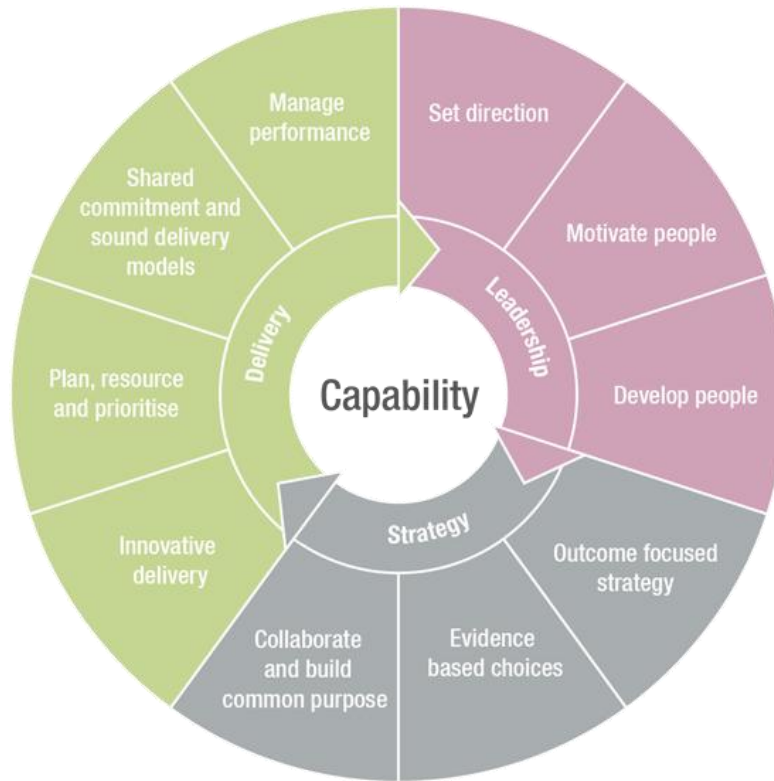 Manage
performance
Set direction
Shared
commitment and
sound delivery
models
Motivate people
Delivery
Leadership
Plan, resource
and prioritise
Capability
Develop people
Strategy
Innovative
delivery
Outcome focused
strategy
Collaborate
and build
common purpose
Evidence
based choices